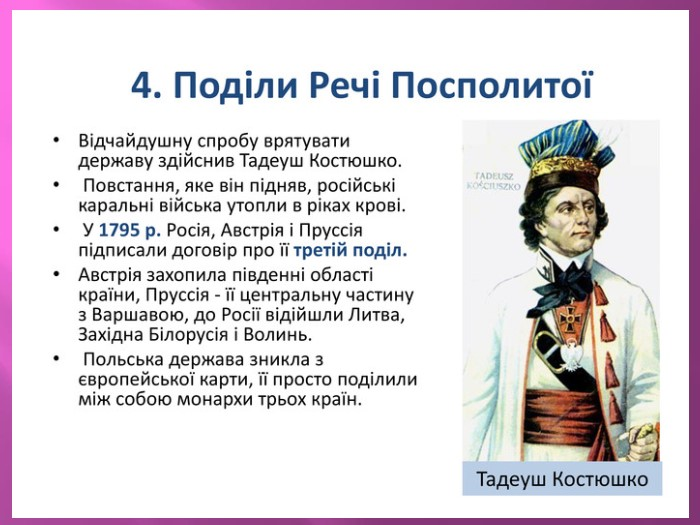 4. Поділи Речі Посполитої
• Відчайдушну спробу врятувати
державу здійснив Тадеуш Костюшко.
• Повстання, яке він підняв, російські
каральні війська утопли в ріках крові.
• У 1795 р. Росія, Австрія і Пруссія
підписали договір про її третій поділ.
• Австрія захопила південні області
країни, Пруссія - її центральну частину
з Варшавою, до Росії відійшли Литва,
Західна Білорусія і Волинь.
• Польська держава зникла з
європейської карти, її просто поділили
між собою монархи трьох країн.
TADEUSZ
KOŚCIUSZKO
Тадеуш Костюшко